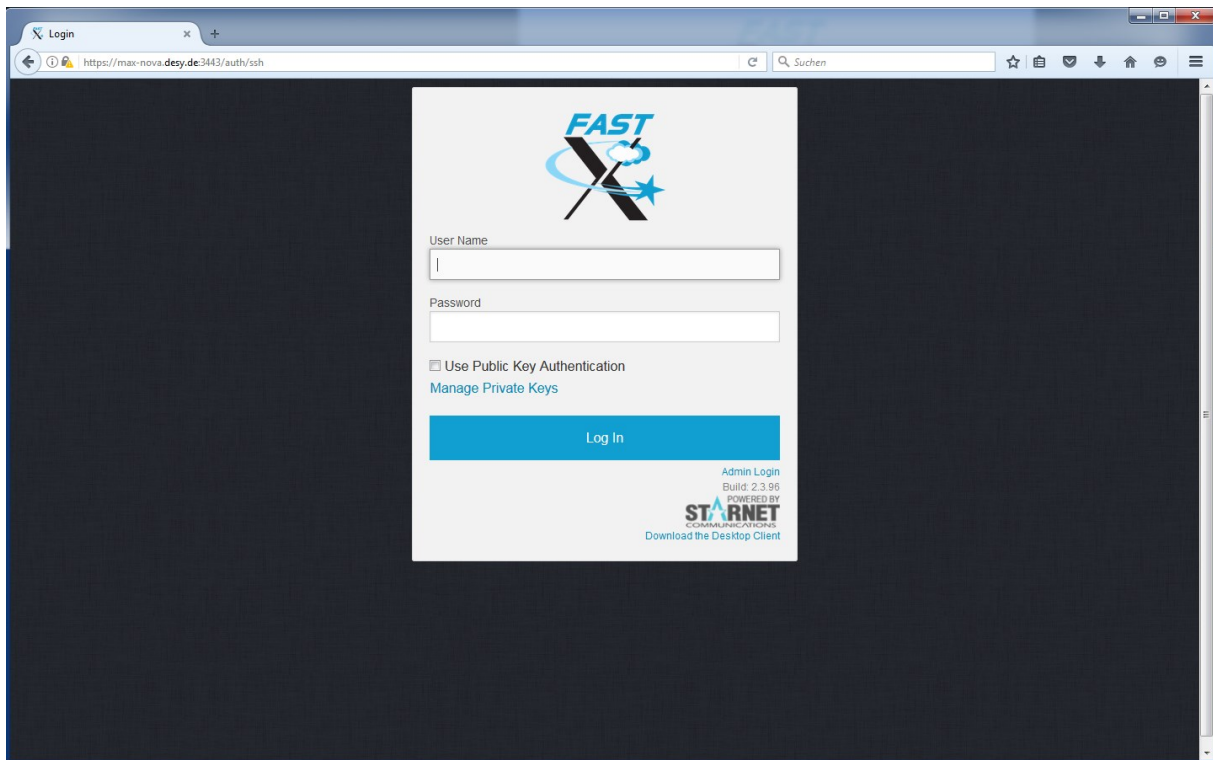 Login
https://max-nova.desy.de:3443/auth/ssh
Suchen
FAST
User Name
Password
Use Public Key Authentication
Manage Private Keys
Log In
Admin Login
Build: 2.3.96
POWERED BY
STARNET
COMMUNICATIONS
Download the Desktop Client